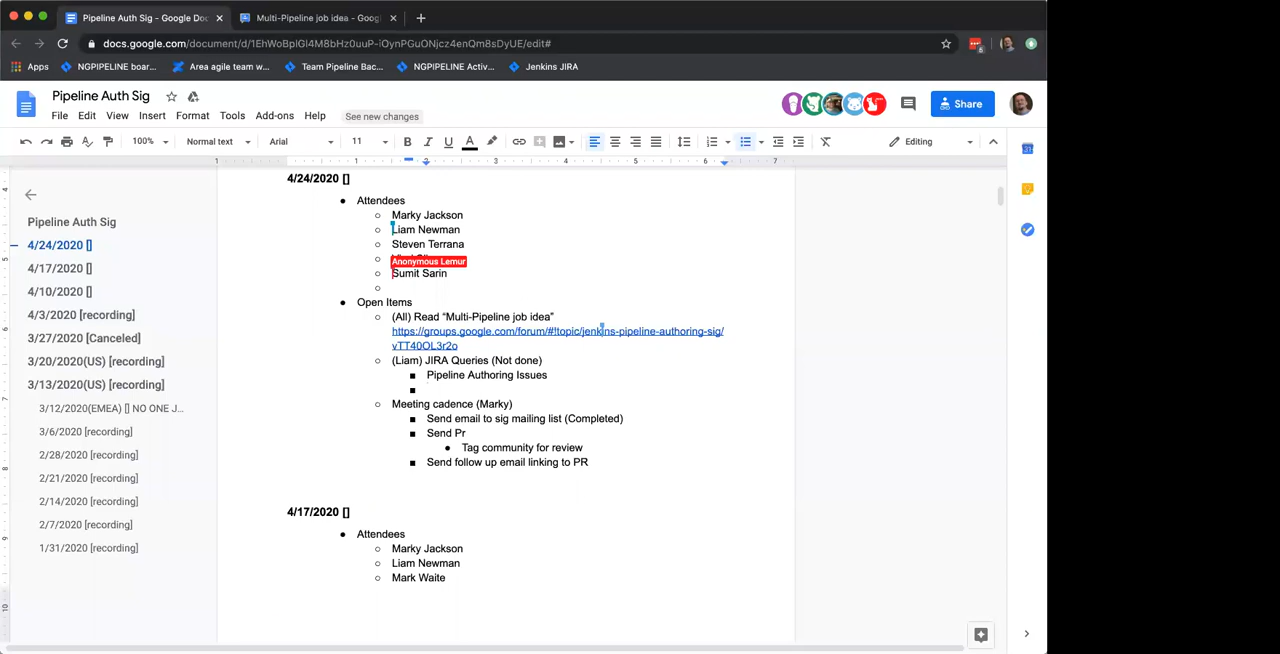 Pipeline Auth Sig - Google Doc
Multi-Pipeline job idea - Goog
docs.google.com/document/d/1EhWoBplGl4M8bHz0uuP-iOynPGuONjcz4enQm8sDyUE/edit#
Apps
NGPIPELINE boar...
Area agile team w...
Team Pipeline Bac...
NGPIPELINE Activ...
Jenkins JIRA
Pipeline Auth Sig
File Edit View Insert Format Tools Add-ons Help
See new changes
Share
100%
Normal text
Arial
11
B I U A
Editing
1 1 2 3 4 5 6 7
Pipeline Auth Sig
4/24/2020 []
4/17/2020 []
4/10/2020 []
4/3/2020 [recording]
3/27/2020 [Canceled]
3/20/2020(US) [recording]
3/13/2020(US) [recording]
3/12/2020(EMEA) [] NO ONE J...
3/6/2020 [recording]
2/28/2020 [recording]
2/21/2020 [recording]
2/14/2020 [recording]
2/7/2020 [recording]
1/31/2020 [recording]
4/24/2020 []
Attendees
Marky Jackson
Liam Newman
Steven Terrana
Anonymous Lemur
Sumit Sarin
Open Items
(All) Read “Multi-Pipeline job idea”
https://groups.google.com/forum/#!topic/jenkins-pipeline-authoring-sig/
vTT40OL3r2o
(Liam) JIRA Queries (Not done)
Pipeline Authoring Issues
Meeting cadence (Marky)
Send email to sig mailing list (Completed)
Send Pr
Tag community for review
Send follow up email linking to PR
4/17/2020 []
Attendees
Marky Jackson
Liam Newman
Mark Waite